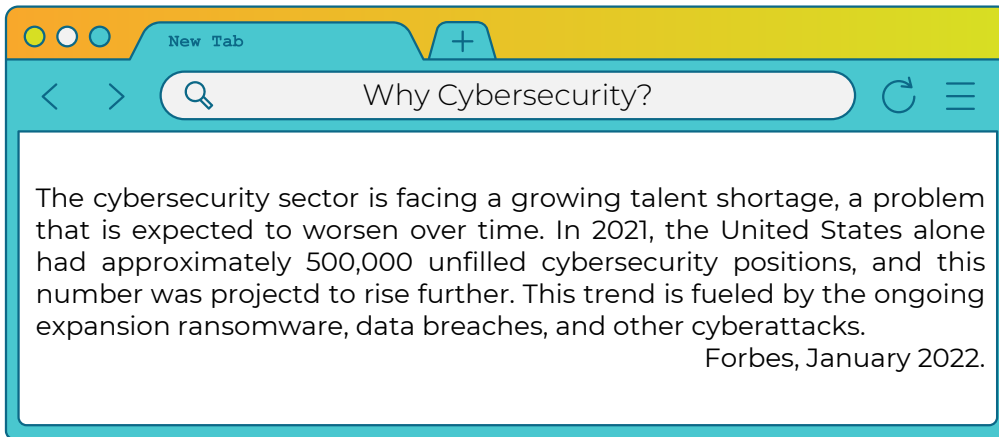 New Tab
Why Cybersecurity?
The cybersecurity sector is facing a growing talent shortage, a problem
that is expected to worsen over time. In 2021, the United States alone
had approximately 500,000 unfilled cybersecurity positions, and this
number was projectd to rise further. This trend is fueled by the ongoing
expansion ransomware, data breaches, and other cyberattacks.
Forbes, January 2022.